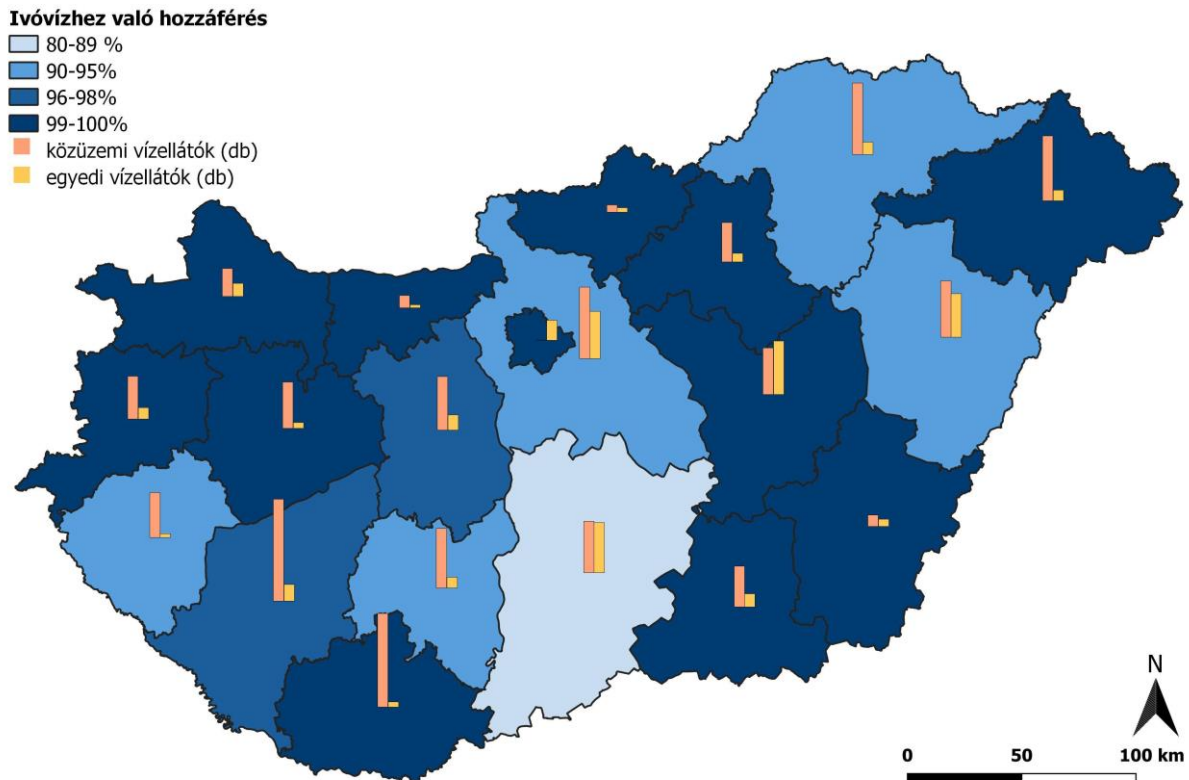 Ivóvízhez való hozzáférés
80-89 %
90-95%
96-98%
99-100%
közüzemi vízellátók (db)
egyedi vízellátók (db)
N
0 50 100 km